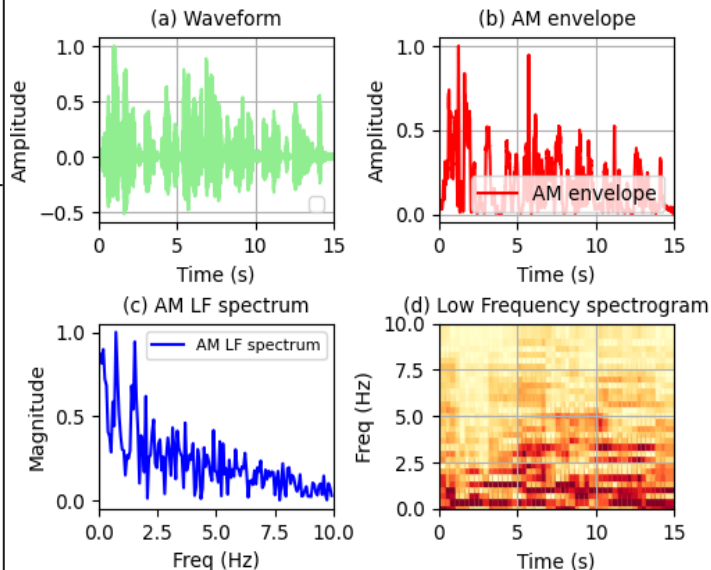 (a) Waveform
1.0
0.5
0.0
−0.5
Amplitude
0
5
10
15
Time (s)
(b) AM envelope
1.0
0.5
0.0
Amplitude
AM envelope
0
5
10
15
Time (s)
(c) AM LF spectrum
1.0
0.5
0.0
Magnitude
AM LF spectrum
0.0
2.5
5.0
7.5
10.0
Freq (Hz)
(d) Low Frequency spectrogram
10.0
7.5
5.0
2.5
0.0
Freq (Hz)
0
5
10
15
Time (s)